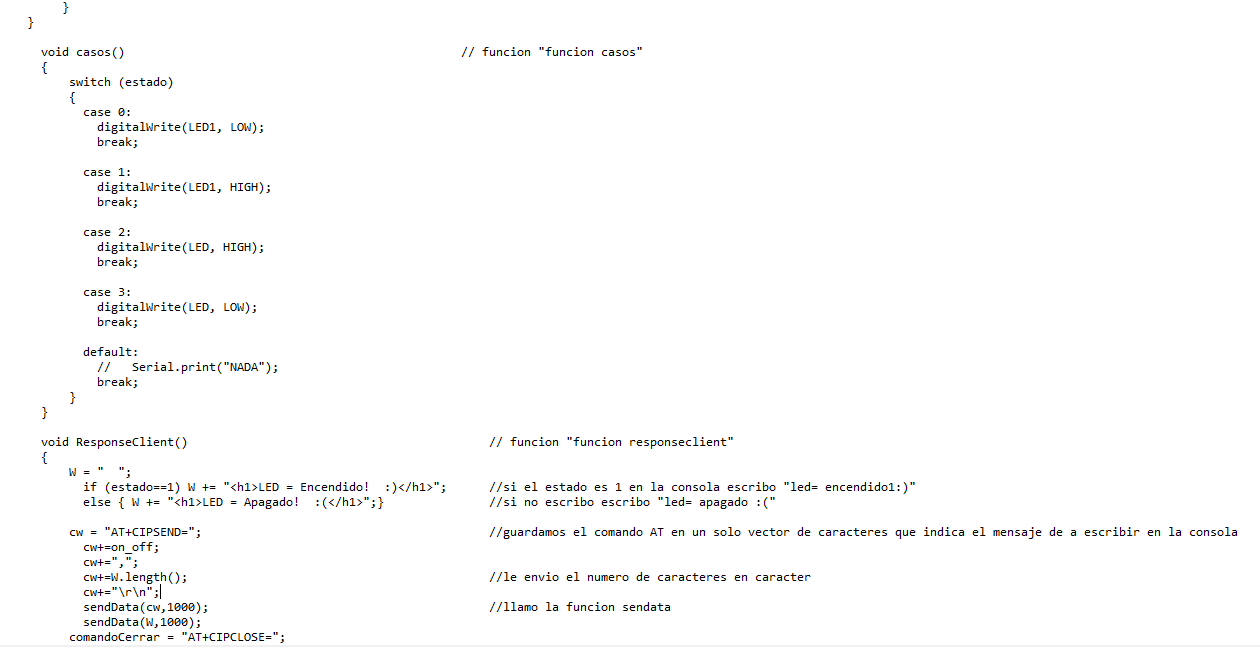 }
}
void casos() // funcion "funcion casos"
{
switch (estado)
{
case 0:
digitalWrite(LED1, LOW);
break;
case 1:
digitalWrite(LED1, HIGH);
break;
case 2:
digitalWrite(LED, HIGH);
break;
case 3:
digitalWrite(LED, LOW);
break;
default:
// Serial.print("NADA");
break;
}
}
void ResponseClient() // funcion "funcion responseclient"
{
W = "  ";
if (estado==1) W += "<h1>LED = Encendido!  :)</h1>"; //si el estado es 1 en la consola escribo "led= encendido1:)"
else { W += "<h1>LED = Apagado!  :(</h1>";} //si no escribo escribo "led= apagado :("
cw = "AT+CIPSEND="; //guardamos el comando AT en un solo vector de caracteres que indica el mensaje de a escribir en la consola
cw+=on_off;
cw+=",";
cw+=W.length(); //le envio el numero de caracteres en caracter
cw+="\r\n";
sendData(cw,1000); //llamo la funcion sendata
sendData(W,1000);
comandoCerrar = "AT+CIPCLOSE=";